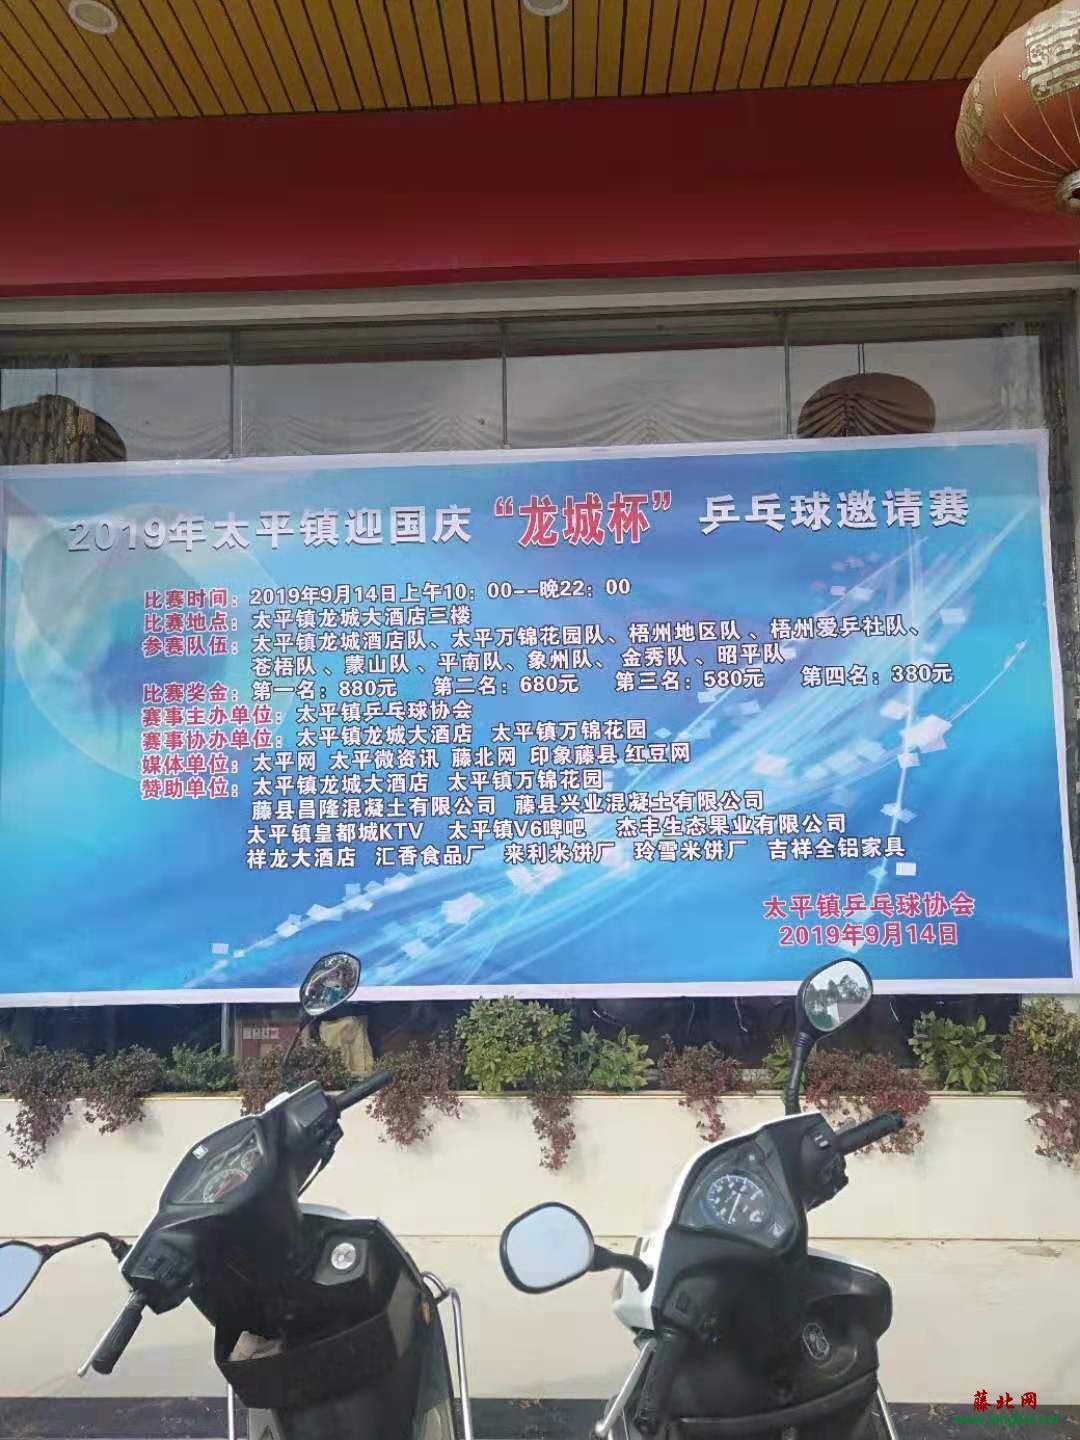 2019年太平镇迎国庆“龙城杯”乒乓球邀请赛
比赛时间：2019年9月14日上午10：00--晚22：00
比赛地点：太平镇龙城大酒店三楼
参赛队伍：太平镇龙城酒店队、太平万锦花园队、梧州地区队、梧州爱乒社队、
苍梧队、蒙山队、平南队、象州队、金秀队、昭平队
比赛奖金：第一名：880元 第二名：680元 第三名：580元 第四名：380元
赛事主办单位：太平镇乒乓球协会
赛事协办单位：太平镇龙城大酒店 太平镇万锦花园
媒体单位：太平网 太平微资讯 藤北网 印象藤县 红豆网
赞助单位：太平镇龙城大酒店 太平镇万锦花园
藤县昌隆混凝土有限公司 藤县兴业混凝土有限公司
太平镇皇都城KTV 太平镇V6啤吧 杰丰生态果业有限公司
祥龙大酒店 汇香食品厂 来利米饼厂 玲雪米饼厂 吉祥全铝家具
太平镇乒乓球协会
2019年9月14日
藤北网